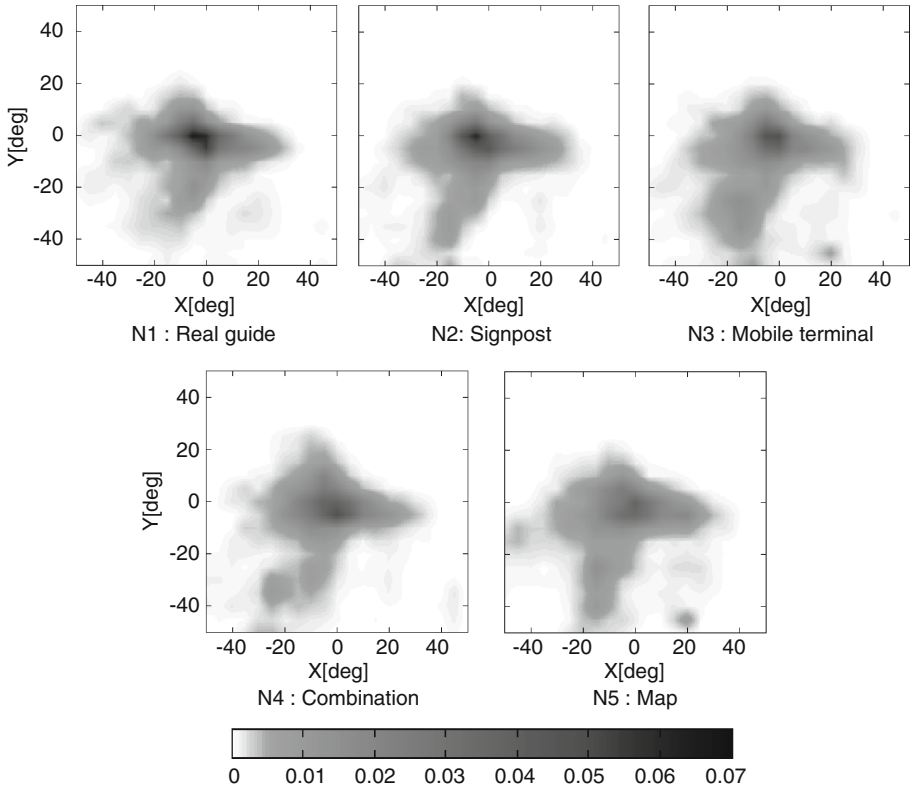 40
20
0
-20
-40
Y[deg]
-40 -20 0 20 40
-40 -20 0 20 40
-40 -20 0 20 40
X[deg]
X[deg]
X[deg]
N1 : Real guide
N2: Signpost
N3 : Mobile terminal
40
20
0
-20
-40
Y[deg]
-40 -20 0 20 40
-40 -20 0 20 40
X[deg]
X[deg]
N4 : Combination
N5 : Map
0 0.01 0.02 0.03 0.04 0.05 0.06 0.07